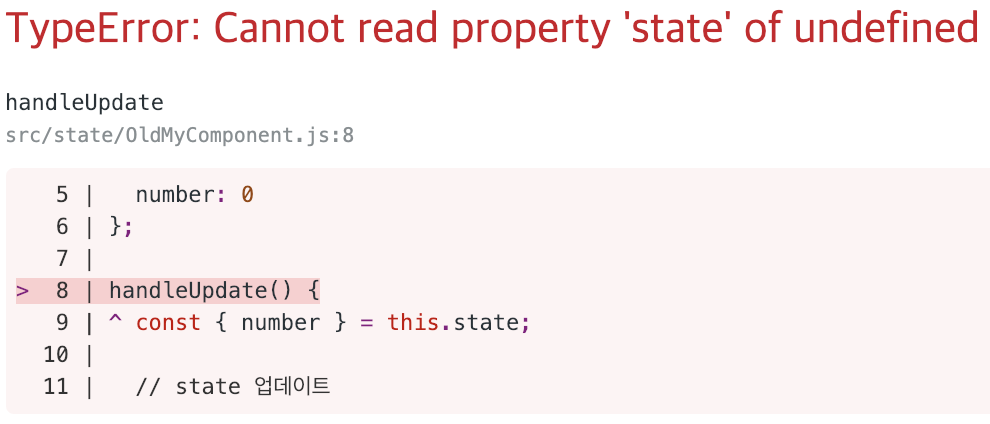 TypeError: Cannot read property 'state' of undefined
handleUpdate
src/state/OldMyComponent.js:8
5 |   number: 0
6 | };
7 |
> 8 | handleUpdate() {
9 | ^ const { number } = this.state;
10 |
11 |   // state 업데이트